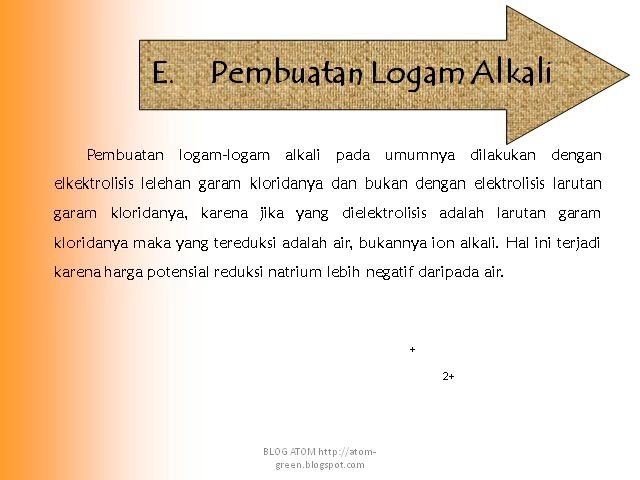 E. Pembuatan Logam Alkali
Pembuatan logam-logam alkali pada umumnya dilakukan dengan
elkektrolisis lelehan garam kloridanya dan bukan dengan elektrolisis larutan
garam kloridanya, karena jika yang dielektrolisis adalah larutan garam
kloridanya maka yang tereduksi adalah air, bukannya ion alkali. Hal ini terjadi
karena harga potensial reduksi natrium lebih negatif daripada air.
+
2+
BLOG ATOM http://atom-
green.blogspot.com